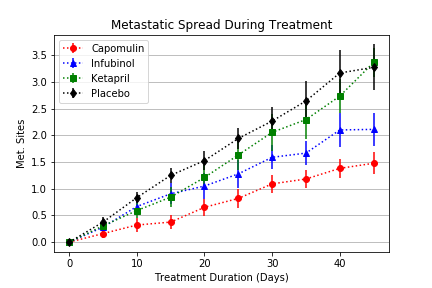 Metastatic Spread During Treatment
Capomulin
Infubinol
Ketapril
Placebo
Met. Sites
3.5
3.0
2.5
2.0
1.5
1.0
0.5
0.0
0 10 20 30 40
Treatment Duration (Days)